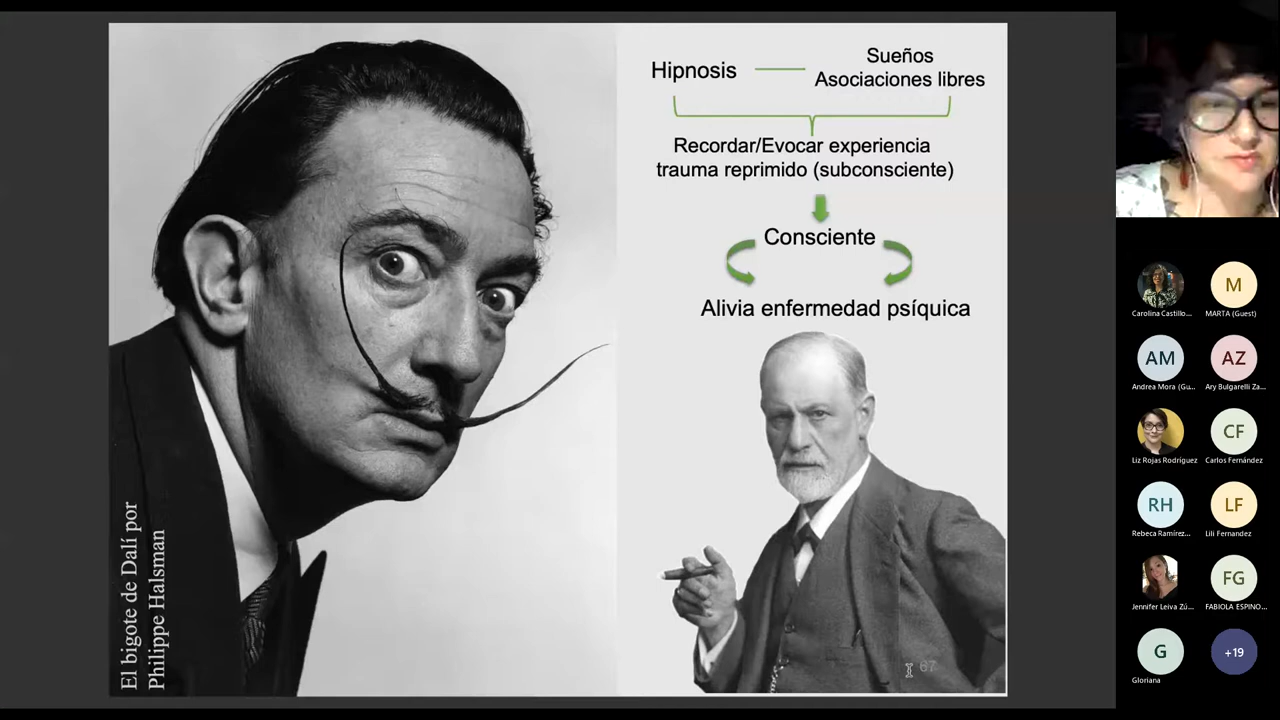 Hipnosis
Sueños
Asociaciones libres
Recordar/Evocar experiencia
trauma reprimido (subconsciente)
Consciente
Alivia enfermedad psíquica
El bigote de Dalí por
Philippe Halsman
67
Carolina Castillo...
M
MARTA (Guest)
AM
Andrea Mora (Gu...
AZ
Ary Bulgarelli Za...
Liz Rojas Rodríguez
CF
Carlos Fernández
RH
Rebeca Ramírez...
LF
Lili Fernandez
Jennifer Leiva Zú...
FG
FABIOLA ESPINO...
G
Gloriana
+19